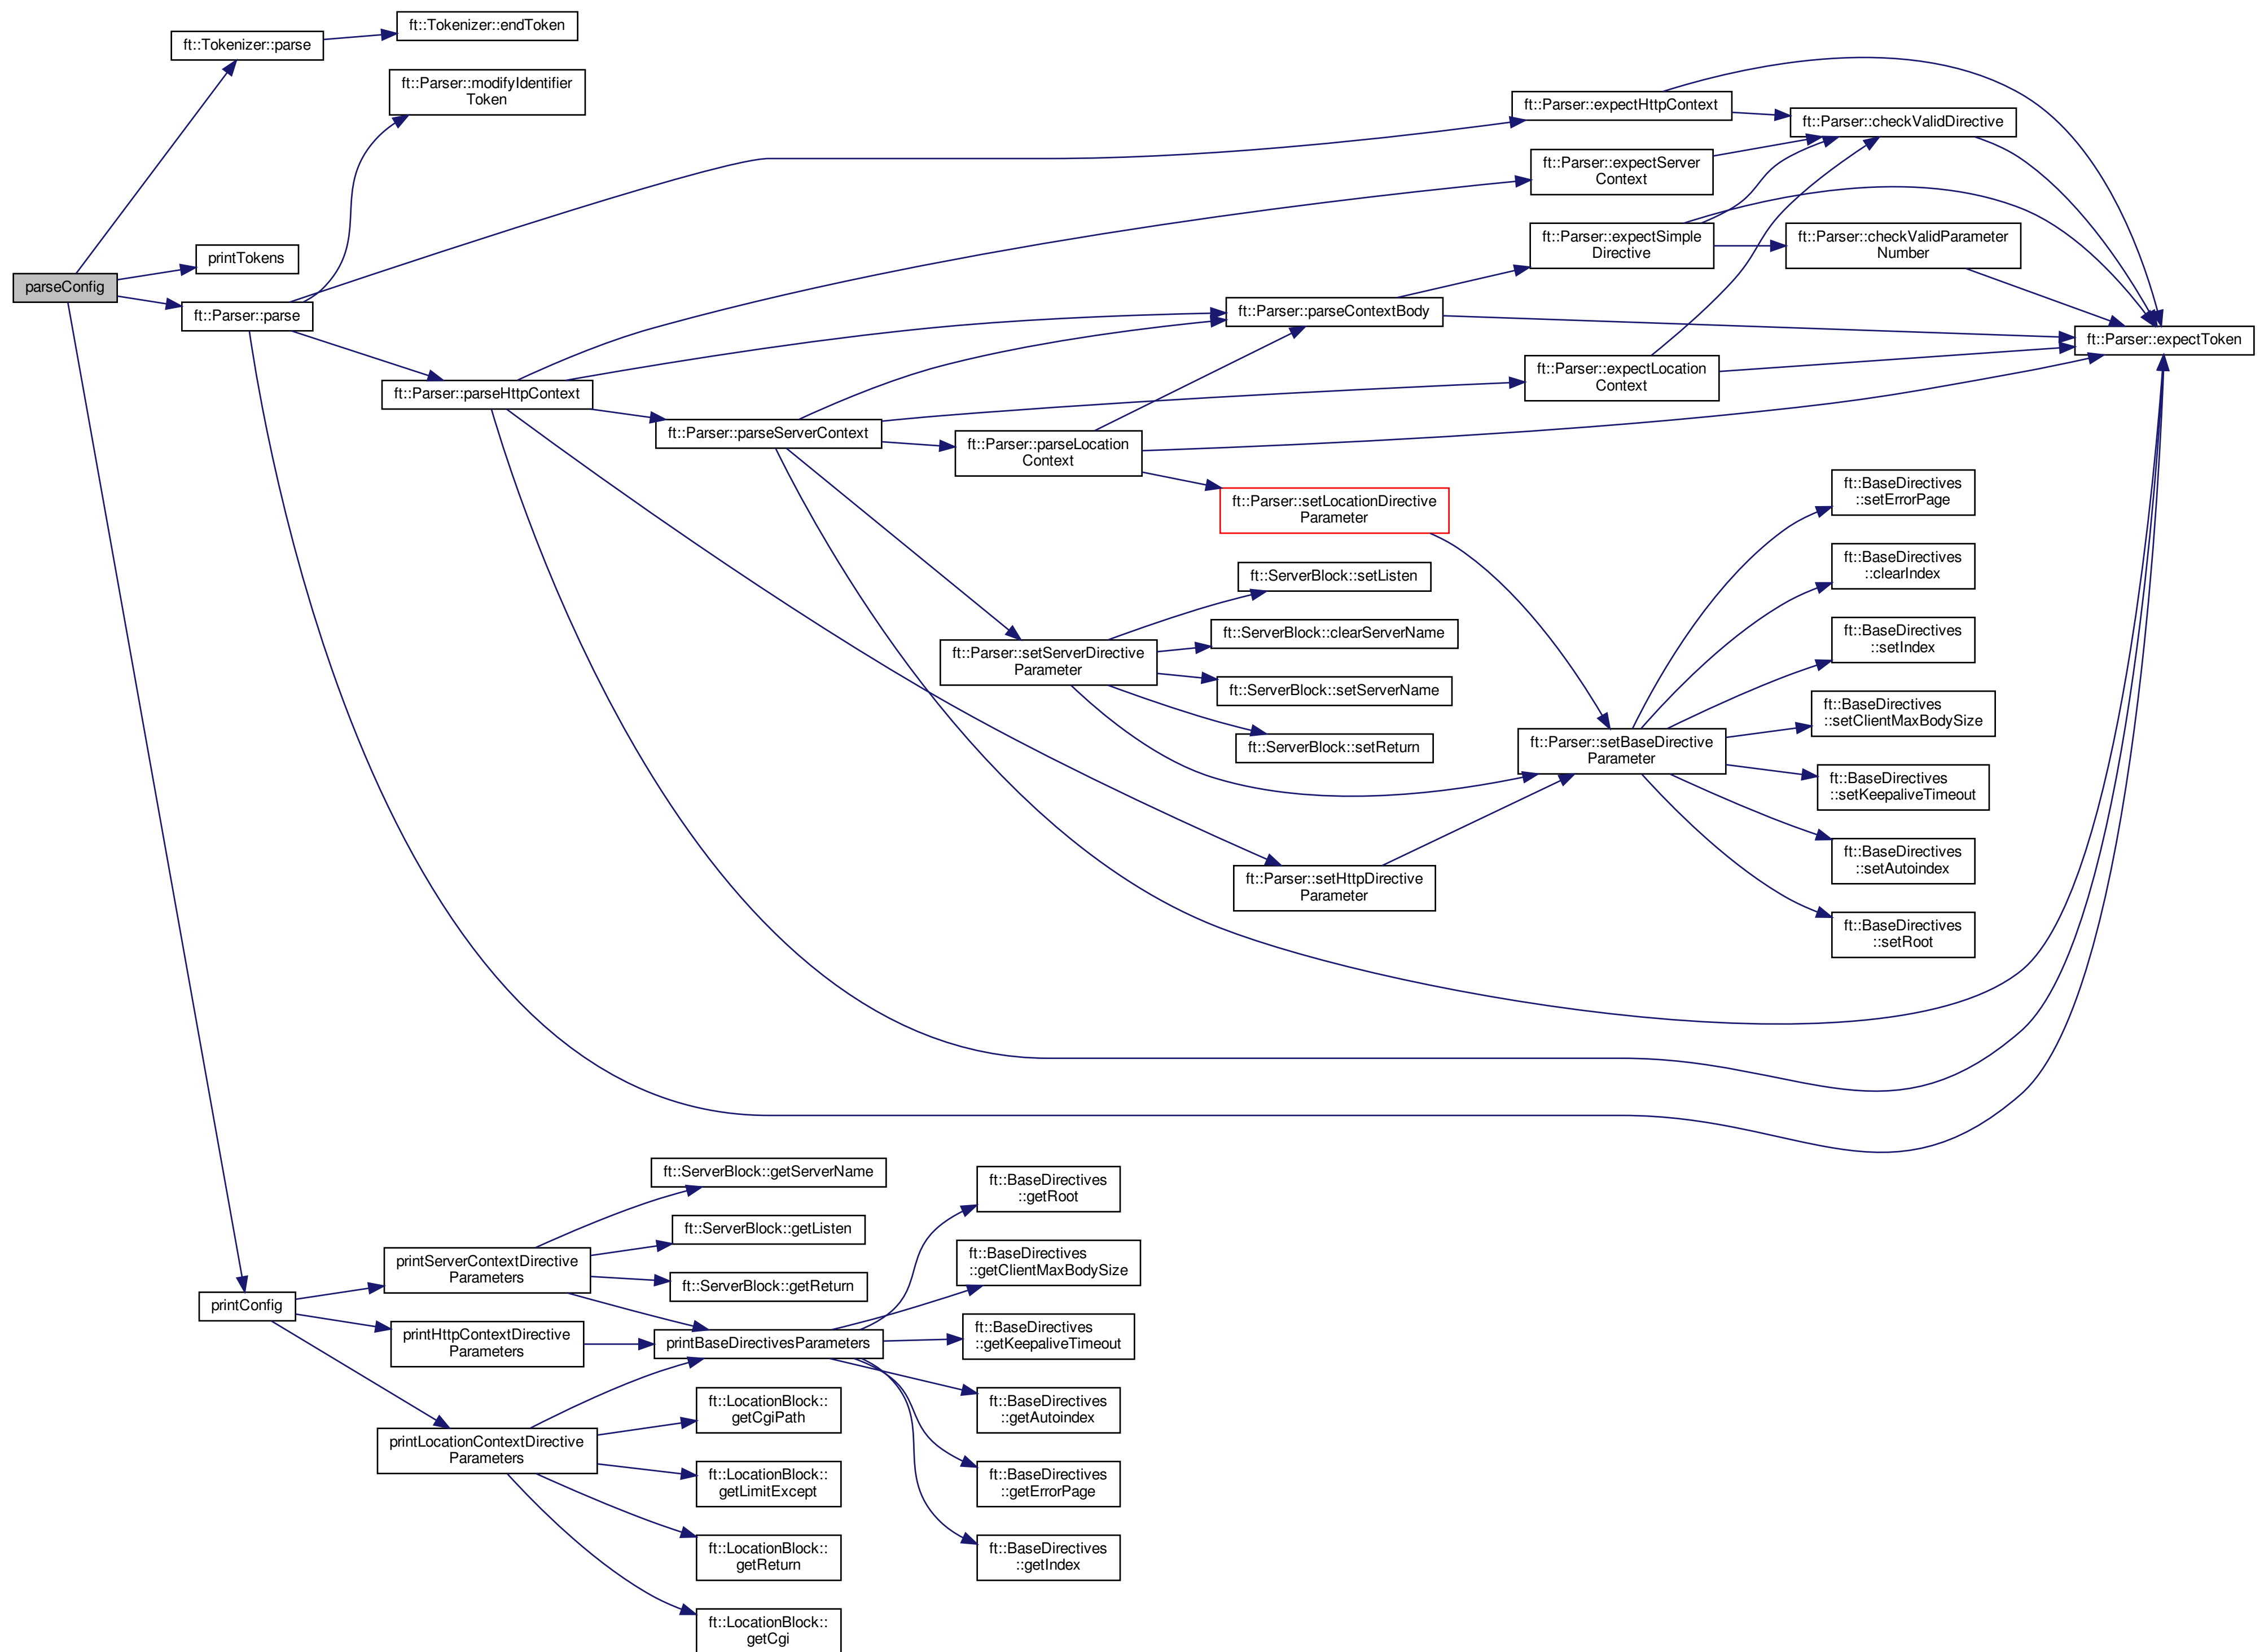 ft::Tokenizer::endToken
ft::Tokenizer::parse
ft::Parser::modifyIdentifier
Token
ft::Parser::expectHttpContext
ft::Parser::checkValidDirective
ft::Parser::expectServer
Context
ft::Parser::expectSimple
Directive
ft::Parser::checkValidParameter
Number
printTokens
parseConfig
ft::Parser::parse
ft::Parser::parseContextBody
ft::Parser::expectToken
ft::Parser::expectLocation
Context
ft::Parser::parseHttpContext
ft::Parser::parseServerContext
ft::Parser::parseLocation
Context
ft::Parser::setLocationDirective
Parameter
ft::BaseDirectives
::setErrorPage
ft::ServerBlock::setListen
ft::BaseDirectives
::clearIndex
ft::ServerBlock::clearServerName
ft::BaseDirectives
::setIndex
ft::Parser::setServerDirective
Parameter
ft::ServerBlock::setServerName
ft::BaseDirectives
::setClientMaxBodySize
ft::ServerBlock::setReturn
ft::Parser::setBaseDirective
Parameter
ft::BaseDirectives
::setKeepaliveTimeout
ft::BaseDirectives
::setAutoindex
ft::Parser::setHttpDirective
Parameter
ft::BaseDirectives
::setRoot
ft::ServerBlock::getServerName
ft::BaseDirectives
::getRoot
ft::ServerBlock::getListen
printServerContextDirective
Parameters
ft::BaseDirectives
::getClientMaxBodySize
ft::ServerBlock::getReturn
printConfig
printHttpContextDirective
Parameters
printBaseDirectivesParameters
ft::BaseDirectives
::getKeepaliveTimeout
ft::LocationBlock::
getCgiPath
ft::BaseDirectives
::getAutoindex
printLocationContextDirective
Parameters
ft::LocationBlock::
getLimitExcept
ft::BaseDirectives
::getErrorPage
ft::LocationBlock::
getReturn
ft::BaseDirectives
::getIndex
ft::LocationBlock::
getCgi